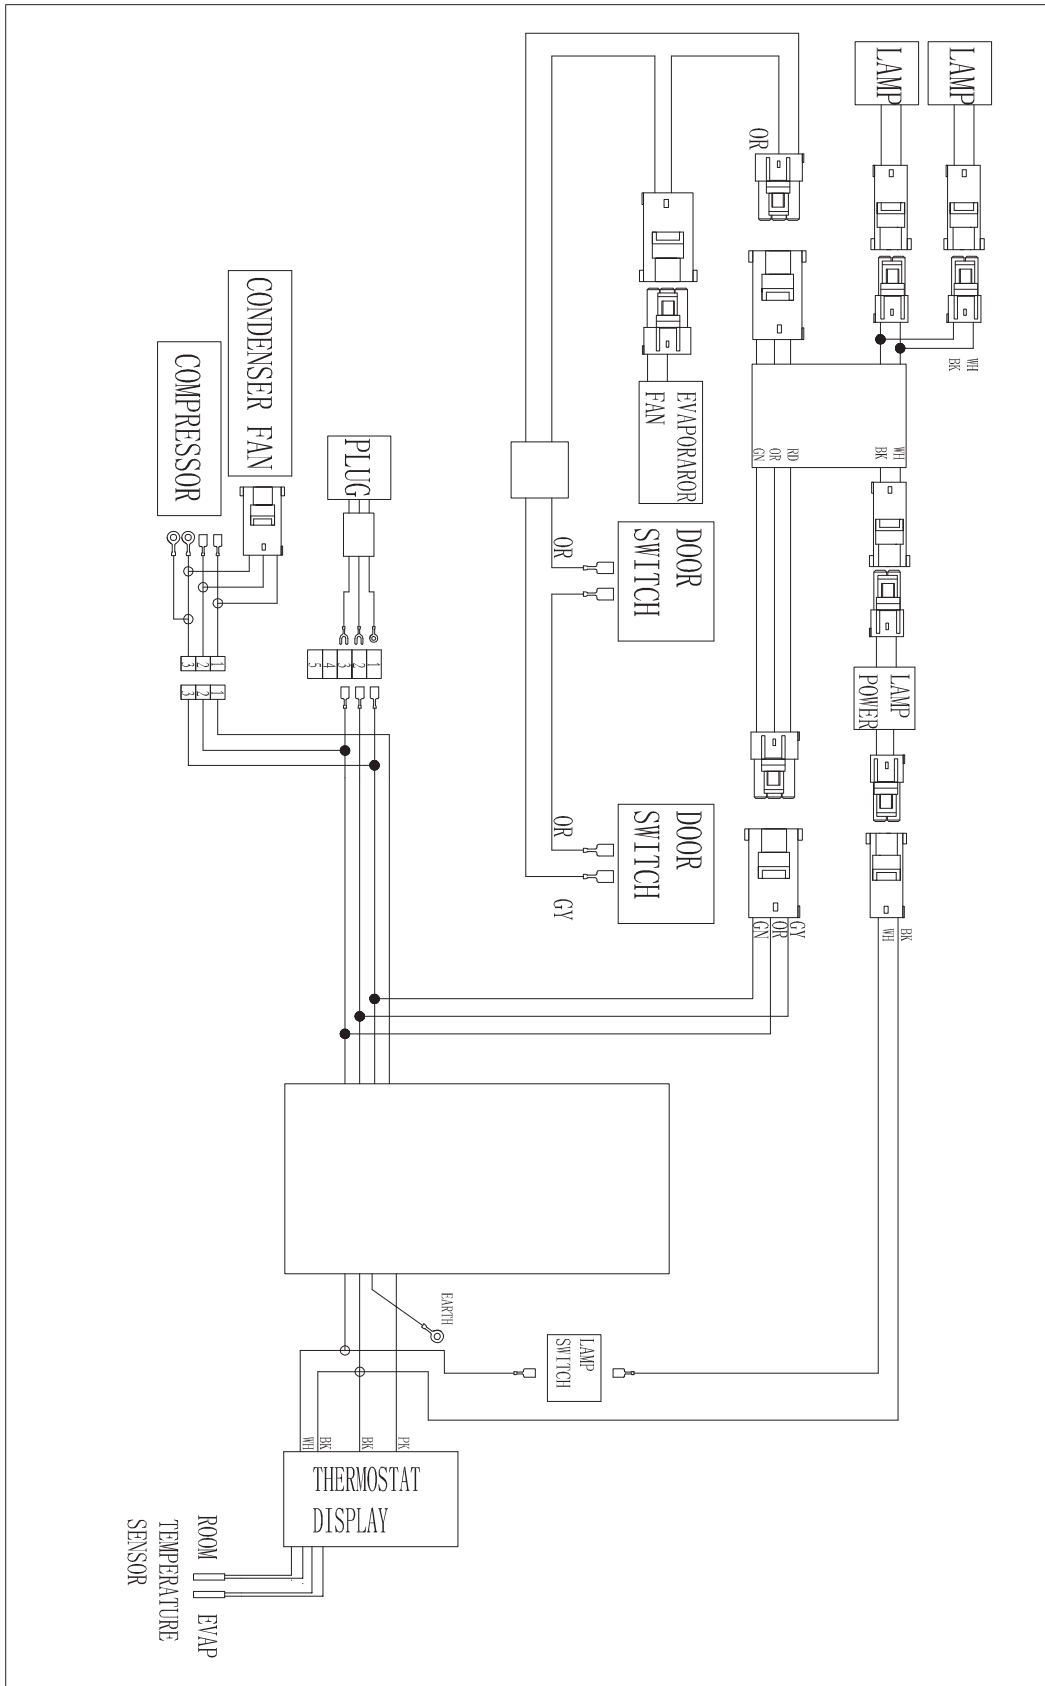 LAMP
LAMP
OR
WH
BK
CONDENSER FAN
COMPRESSOR
PLUG
EVAPORAROR
FAN
WH
BK
RD
OR
GN
OR
DOOR
SWITCH
1
2
3
4
5
1
2
3
1
2
3
LAMP
POWER
DOOR
SWITCH
OR
GY
GY
OR
GN
BK
WH
EARTH
LAMP
SWITCH
WH
BK
BK
PK
THERMOSTAT
DISPLAY
ROOM
EVAP
TEMPERATURE
SENSOR